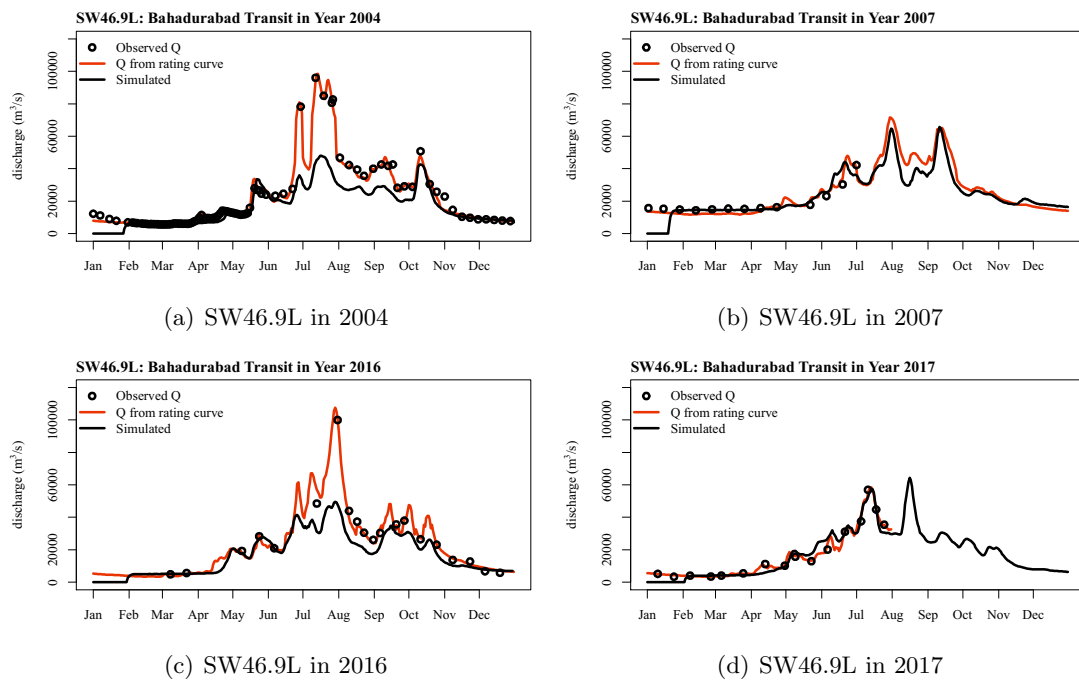 SW46.9L: Bahadurabad Transit in Year 2004
Observed Q
Q from rating curve
Simulated
discharge (m³/s)
0 20000 60000 100000
Jan Feb Mar Apr May Jun Jul Aug Sep Oct Nov Dec
(a) SW46.9L in 2004
SW46.9L: Bahadurabad Transit in Year 2007
Observed Q
Q from rating curve
Simulated
discharge (m³/s)
0 20000 60000 100000
Jan Feb Mar Apr May Jun Jul Aug Sep Oct Nov Dec
(b) SW46.9L in 2007
SW46.9L: Bahadurabad Transit in Year 2016
Observed Q
Q from rating curve
Simulated
discharge (m³/s)
0 20000 60000 100000
Jan Feb Mar Apr May Jun Jul Aug Sep Oct Nov Dec
(c) SW46.9L in 2016
SW46.9L: Bahadurabad Transit in Year 2017
Observed Q
Q from rating curve
Simulated
discharge (m³/s)
0 20000 60000 100000
Jan Feb Mar Apr May Jun Jul Aug Sep Oct Nov Dec
(d) SW46.9L in 2017